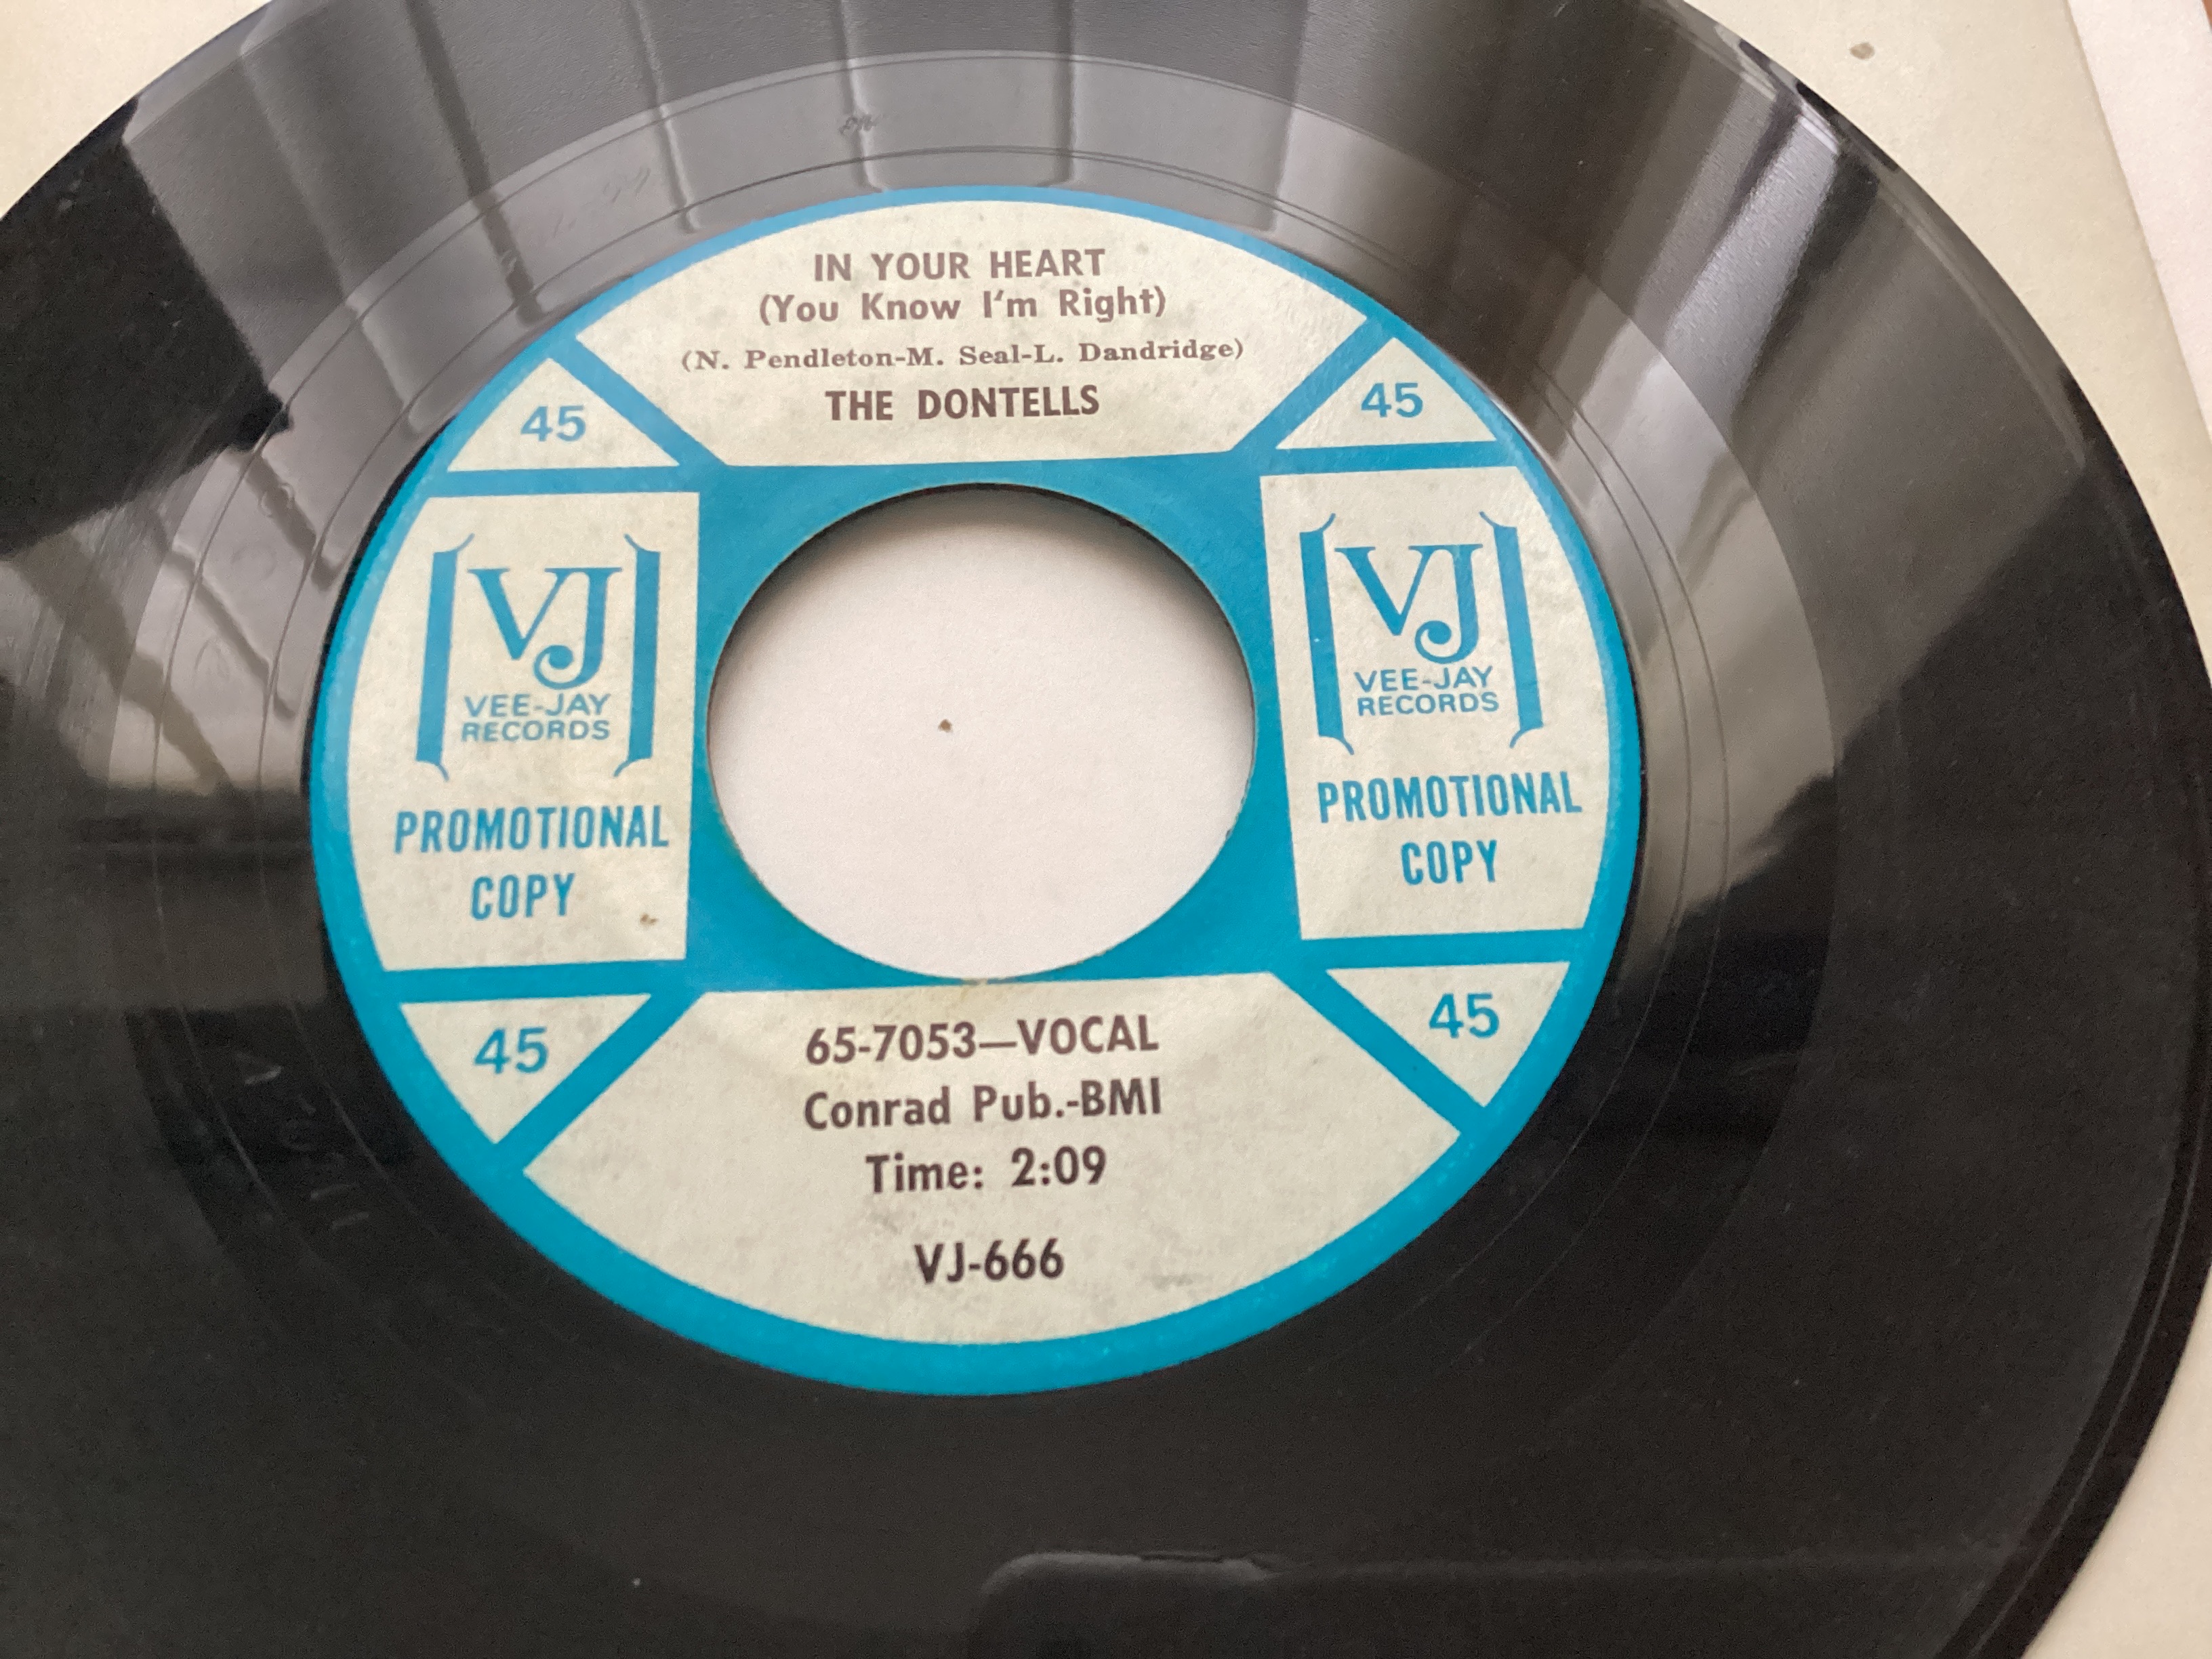 IN YOUR HEART
(You Know I'm Right)
(N. Pendleton-M. Seal-L. Dandridge)
THE DONTELLS
45
45
VJ
VEE-JAY
RECORDS
PROMOTIONAL
COPY
VJ
VEE-JAY
RECORDS
PROMOTIONAL
COPY
45
45
65-7053—VOCAL
Conrad Pub.-BMI
Time: 2:09
VJ-666